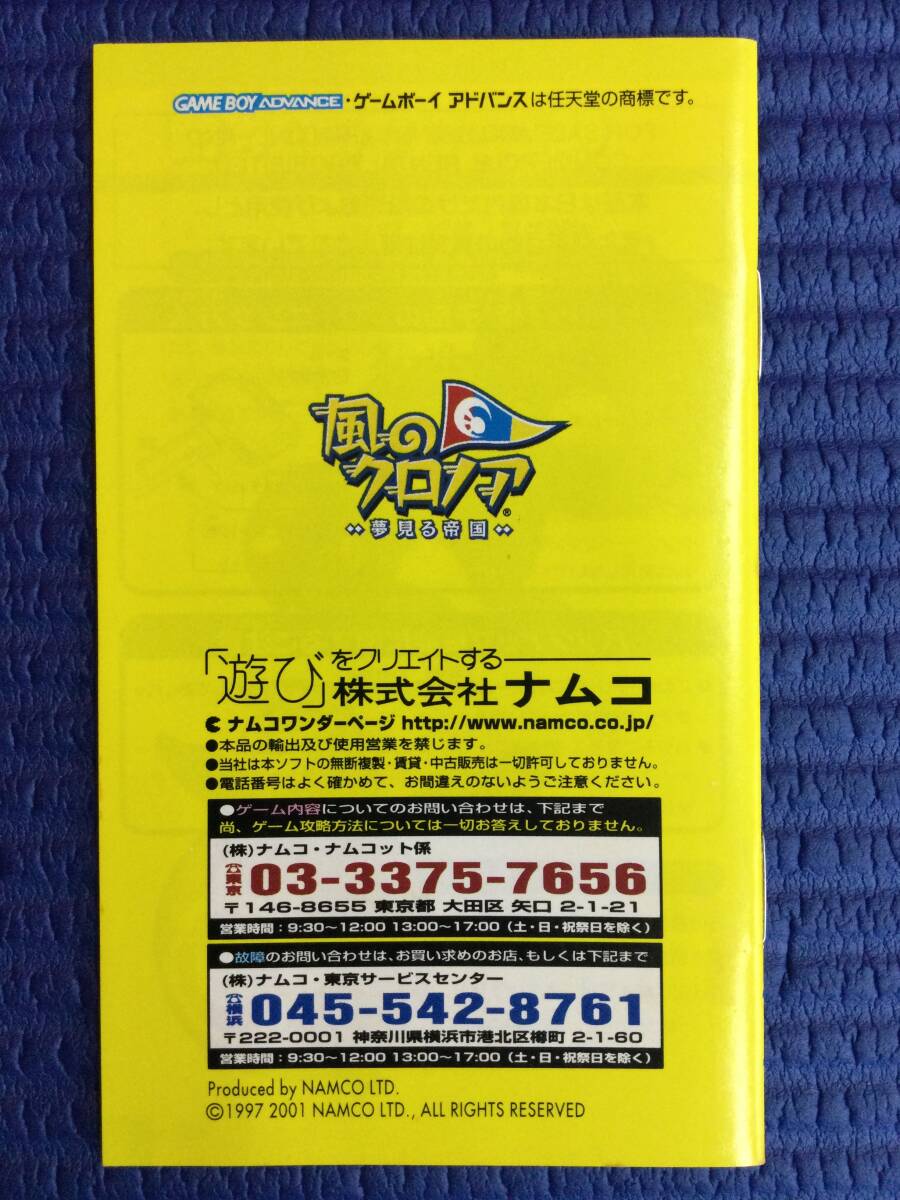 GAME BOY ADVANCE・ゲームボーイ アドバンスは任天堂の商標です。
風の
クロノア®
夢見る帝国
「遊び」をクリエイトする
株式会社ナムコ
ナムコワンダーページ http://www.namco.co.jp/
●本品の輸出及び使用営業を禁じます。
●当社は本ソフトの無断複製・賃貸・中古販売は一切許可しておりません。
●電話番号はよく確かめて、お間違えのないようご注意ください。
●ゲーム内容についてのお問い合わせは、下記まで
尚、ゲーム攻略方法については一切お答えしておりません。
(株)ナムコ・ナムコット係
☎東京 03-3375-7656
〒146-8655 東京都 大田区 矢口 2-1-21
営業時間：9:30～12:00 13:00～17:00 (土・日・祝祭日を除く)
●故障のお問い合わせは、お買い求めのお店、もしくは下記まで
(株)ナムコ・東京サービスセンター
☎横浜 045-542-8761
〒222-0001 神奈川県横浜市港北区樽町 2-1-60
営業時間：9:30～12:00 13:00～17:00 (土・日・祝祭日を除く)
Produced by NAMCO LTD.
©1997 2001 NAMCO LTD., ALL RIGHTS RESERVED